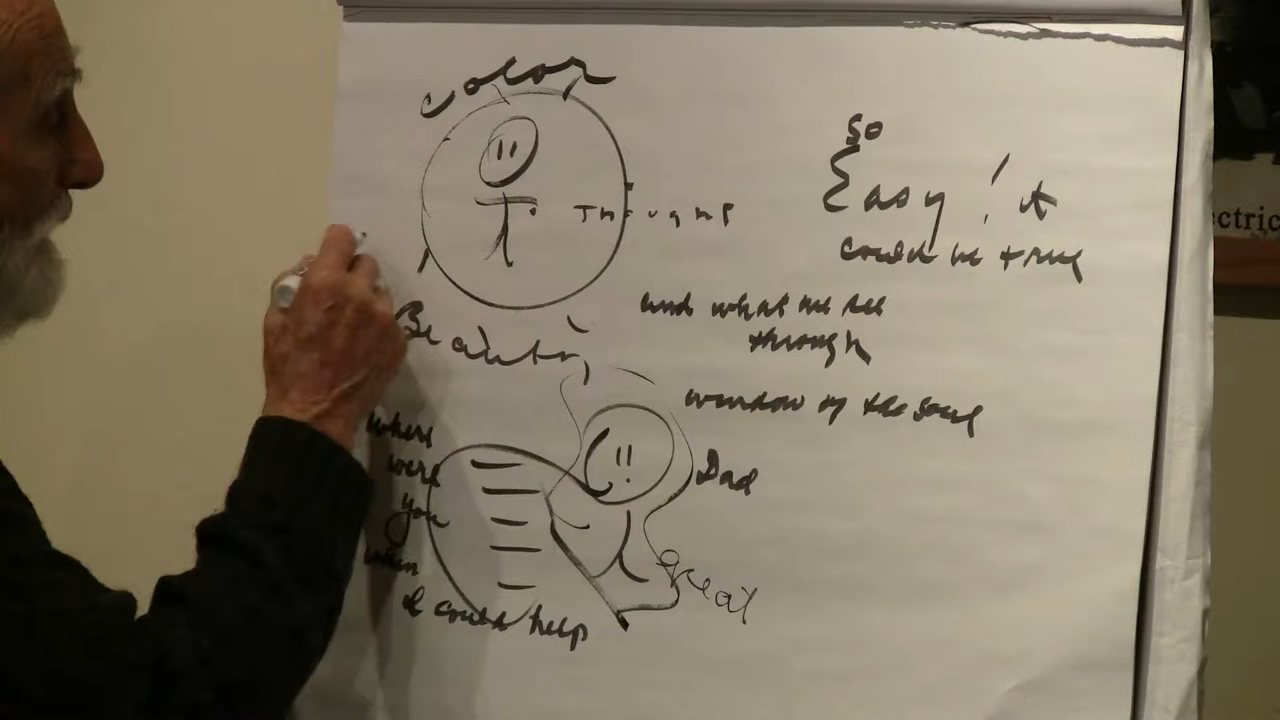 color
so
Easy! it
Thought
could be true
and what we see
through
Beauty
window of the soul
where
were
you
when
I could help
Dad
great
ectric